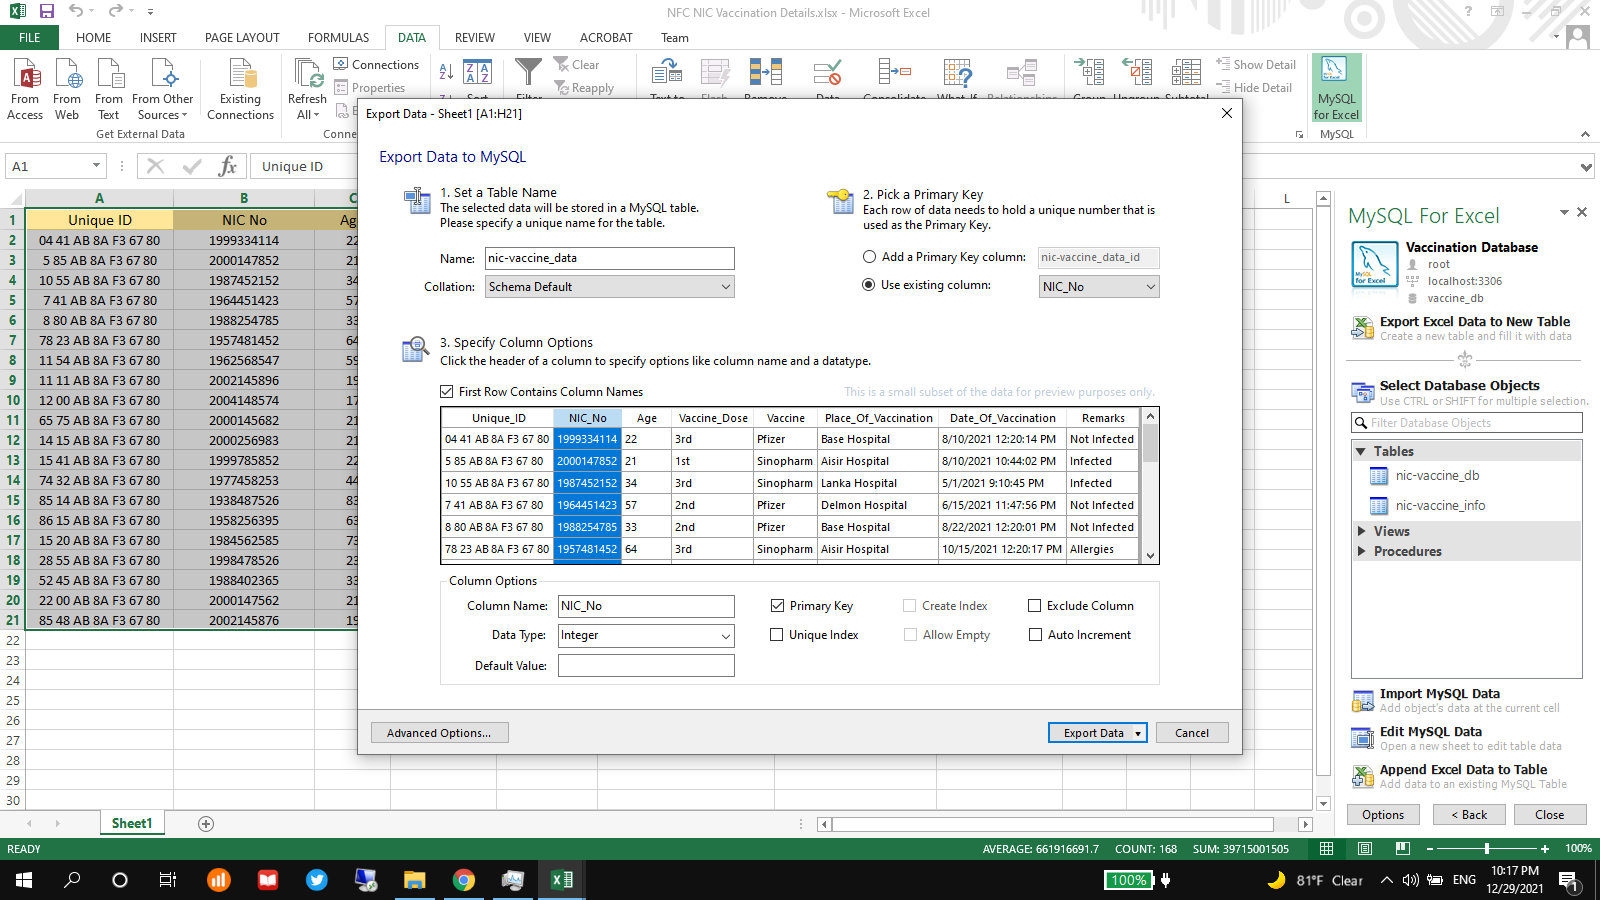 NFC NIC Vaccination Details.xlsx - Microsoft Excel
FILE HOME INSERT PAGE LAYOUT FORMULAS DATA REVIEW VIEW ACROBAT Team
From Access
From Web
From Text
From Other Sources
Existing Connections
Get External Data
Refresh All
Connections
Properties
Clear
Reapply
Show Detail
Hide Detail
MySQL for Excel
MySQL
A1
Unique ID
A B C L
1 Unique ID NIC No
2 04 41 AB 8A F3 67 80 1999334114 22
3 5 85 AB 8A F3 67 80 2000147852 21
4 10 55 AB 8A F3 67 80 1987452152 34
5 7 41 AB 8A F3 67 80 1964451423 57
6 8 80 AB 8A F3 67 80 1988254785 33
7 78 23 AB 8A F3 67 80 1957481452 64
8 11 54 AB 8A F3 67 80 1962568547 59
9 11 11 AB 8A F3 67 80 2002145896 19
10 12 00 AB 8A F3 67 80 2004148574 17
11 65 75 AB 8A F3 67 80 2000145682 21
12 14 15 AB 8A F3 67 80 2000256983 21
13 15 41 AB 8A F3 67 80 1999785852 22
14 74 32 AB 8A F3 67 80 1977458253 44
15 85 14 AB 8A F3 67 80 1938487526 83
16 86 15 AB 8A F3 67 80 1958256395 63
17 15 20 AB 8A F3 67 80 1984562585 73
18 28 55 AB 8A F3 67 80 1998478526 23
19 52 45 AB 8A F3 67 80 1988402365 33
20 22 00 AB 8A F3 67 80 2000147562 21
21 85 48 AB 8A F3 67 80 2002145876 19
22
23
24
25
26
27
28
29
30
Export Data - Sheet1 [A1:H21]
Export Data to MySQL
1. Set a Table Name
The selected data will be stored in a MySQL table.
Please specify a unique name for the table.
Name: nic-vaccine_data
Collation: Schema Default
2. Pick a Primary Key
Each row of data needs to hold a unique number that is
used as the Primary Key.
Add a Primary Key column: nic-vaccine_data_id
Use existing column: NIC_No
3. Specify Column Options
Click the header of a column to specify options like column name and a datatype.
First Row Contains Column Names
This is a small subset of the data for preview purposes only.
Unique_ID NIC_No Age Vaccine_Dose Vaccine Place_Of_Vaccination Date_Of_Vaccination Remarks
04 41 AB 8A F3 67 80 1999334114 22 3rd Pfizer Base Hospital 8/10/2021 12:20:14 PM Not Infected
5 85 AB 8A F3 67 80 2000147852 21 1st Sinopharm Aisir Hospital 8/10/2021 10:44:02 PM Infected
10 55 AB 8A F3 67 80 1987452152 34 3rd Sinopharm Lanka Hospital 5/1/2021 9:10:45 PM Infected
7 41 AB 8A F3 67 80 1964451423 57 2nd Pfizer Delmon Hospital 6/15/2021 11:47:56 PM Not Infected
8 80 AB 8A F3 67 80 1988254785 33 2nd Pfizer Base Hospital 8/22/2021 12:20:01 PM Not Infected
78 23 AB 8A F3 67 80 1957481452 64 3rd Sinopharm Aisir Hospital 10/15/2021 12:20:17 PM Allergies
Column Options
Column Name: NIC_No
Data Type: Integer
Default Value:
Primary Key Create Index Exclude Column
Unique Index Allow Empty Auto Increment
Advanced Options... Export Data Cancel
MySQL For Excel
Vaccination Database
root
localhost:3306
vaccine_db
Export Excel Data to New Table
Create a new table and fill it with data
Select Database Objects
Use CTRL or SHIFT for multiple selection.
Filter Database Objects
Tables
nic-vaccine_db
nic-vaccine_info
Views
Procedures
Import MySQL Data
Add object's data at the current cell
Edit MySQL Data
Open a new sheet to edit table data
Append Excel Data to Table
Add data to an existing MySQL Table
Options < Back Close
Sheet1
READY AVERAGE: 661916691.7 COUNT: 168 SUM: 39715001505 100%
100% 81°F Clear ENG 10:17 PM
12/29/2021
1